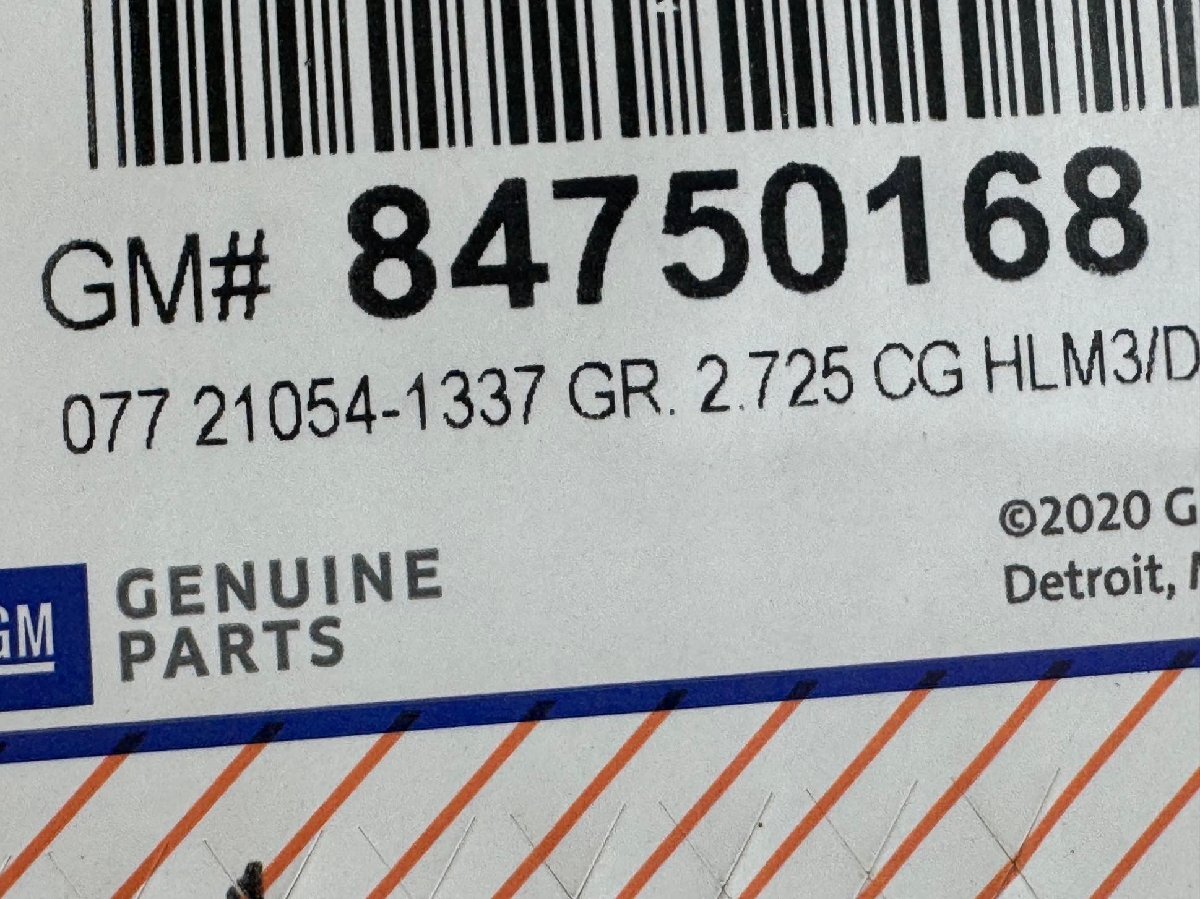 GM# 84750168
077 21054-1337 GR. 2.725 CG HLM3/D
©2020 G
Detroit,
GM GENUINE
PARTS